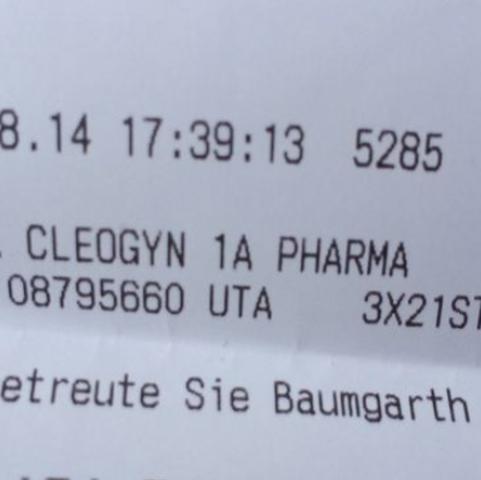 8.14 17:39:13 5285
. CLEOGYN 1A PHARMA
08795660 UTA 3X21ST
etreute Sie Baumgarth